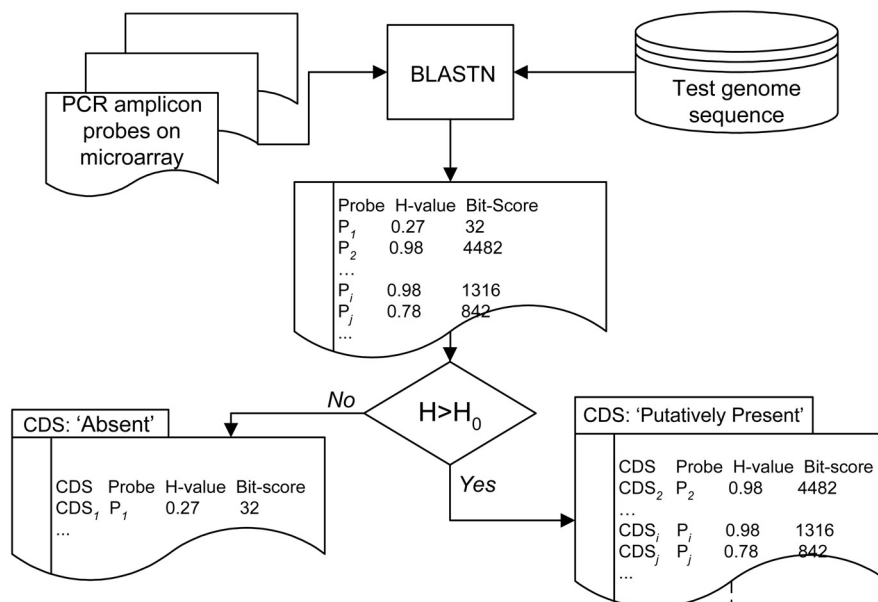 PCR amplicon
probes on
microarray
BLASTN
Test genome
sequence
Probe H-value Bit-Score
P1 0.27 32
P2 0.98 4482
...
Pi 0.98 1316
Pj 0.78 842
...
H>H0
No
Yes
CDS: 'Absent'
CDS Probe H-value Bit-score
CDS1 P1 0.27 32
...
CDS: 'Putatively Present'
CDS Probe H-value Bit-score
CDS2 P2 0.98 4482
...
CDSi Pi 0.98 1316
CDSj Pj 0.78 842
...